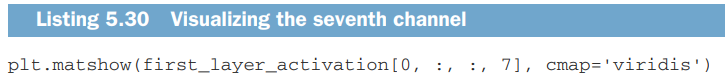 Listing 5.30 Visualizing the seventh channel
plt.matshow(first_layer_activation[0, :, :, 7], cmap='viridis')